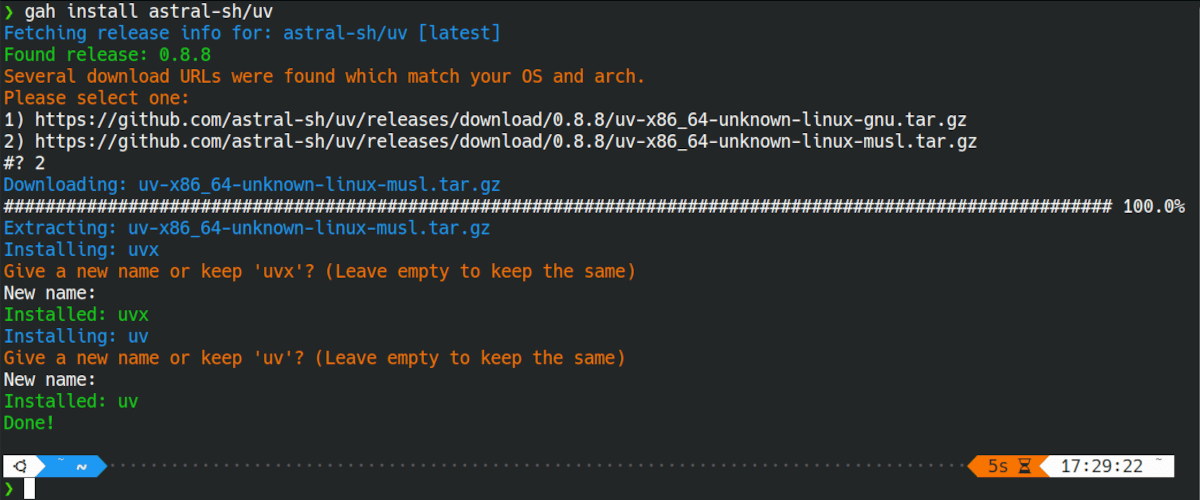 ❯ gah install astral-sh/uv
Fetching release info for: astral-sh/uv [latest]
Found release: 0.8.8
Several download URLs were found which match your OS and arch.
Please select one:
1) https://github.com/astral-sh/uv/releases/download/0.8.8/uv-x86_64-unknown-linux-gnu.tar.gz
2) https://github.com/astral-sh/uv/releases/download/0.8.8/uv-x86_64-unknown-linux-musl.tar.gz
#? 2
Downloading: uv-x86_64-unknown-linux-musl.tar.gz
########################################################################################################### 100.0%
Extracting: uv-x86_64-unknown-linux-musl.tar.gz
Installing: uvx
Give a new name or keep 'uvx'? (Leave empty to keep the same)
New name:
Installed: uvx
Installing: uv
Give a new name or keep 'uv'? (Leave empty to keep the same)
New name:
Installed: uv
Done!
~ 5s 17:29:22
❯